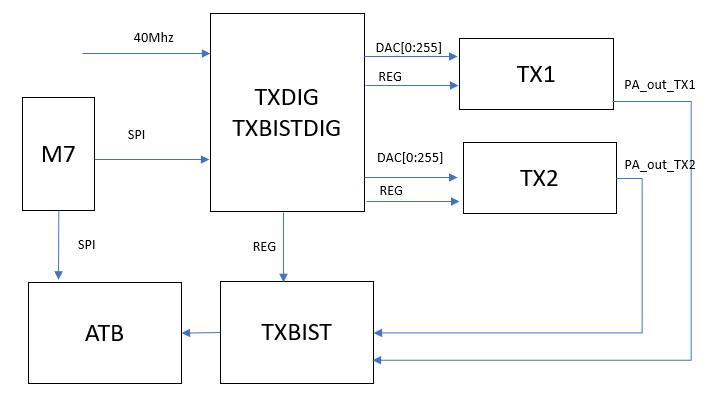 40Mhz
DAC[0:255]
TXDIG
TXBISTDIG
TX1
REG
PA_out_TX1
M7
SPI
DAC[0:255]
TX2
PA_out_TX2
REG
SPI
REG
ATB
TXBIST